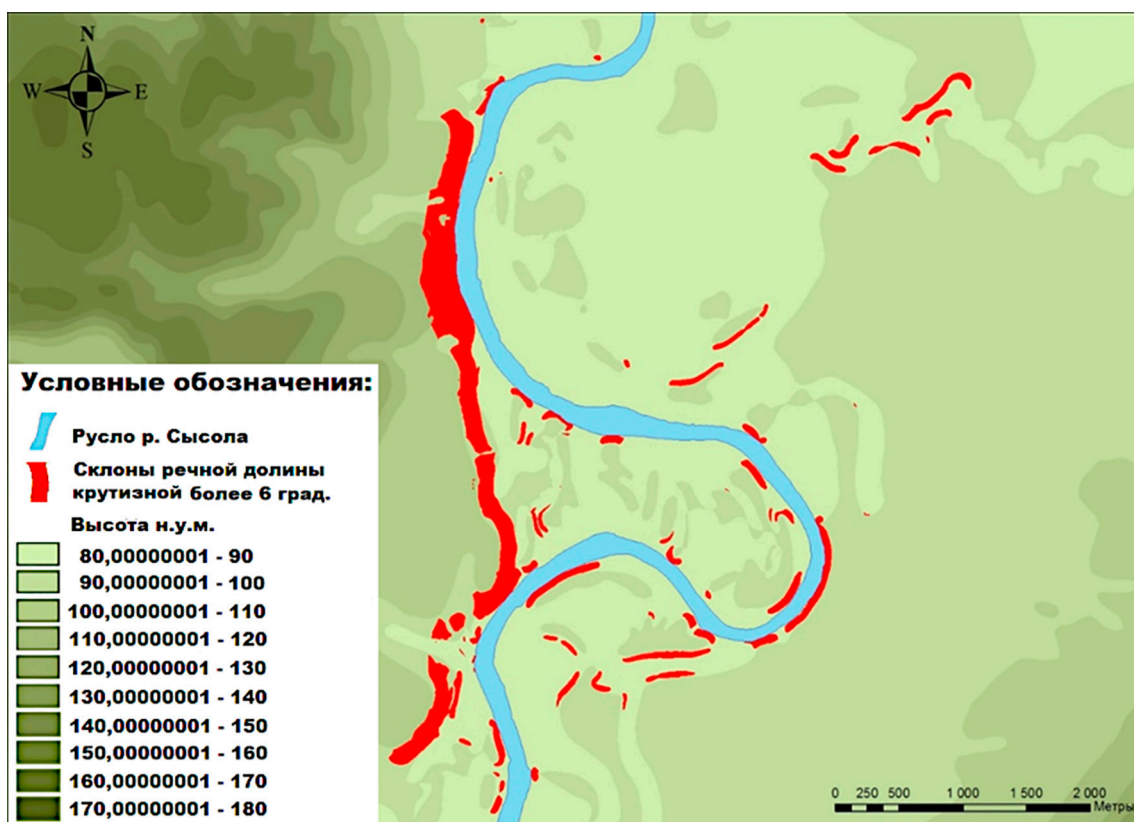 N
W E
S
Условные обозначения:
Русло р. Сысола
Склоны речной долины
крутизной более 6 град.
Высота н.у.м.
80,00000001 - 90
90,00000001 - 100
100,00000001 - 110
110,00000001 - 120
120,00000001 - 130
130,00000001 - 140
140,00000001 - 150
150,00000001 - 160
160,00000001 - 170
170,00000001 - 180
0 250 500 1 000 1 500 2 000
Метры